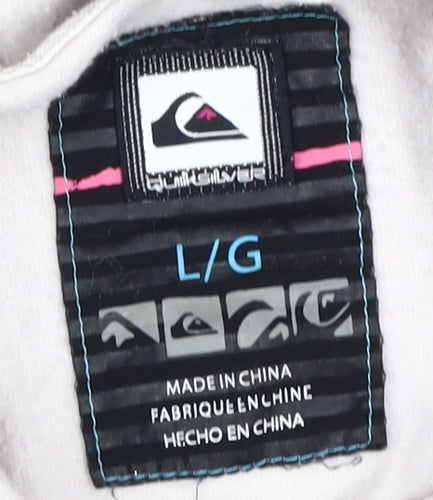 QUIKSILVER
L/G
MADE IN CHINA
FABRIQUE EN CHINE
HECHO EN CHINA